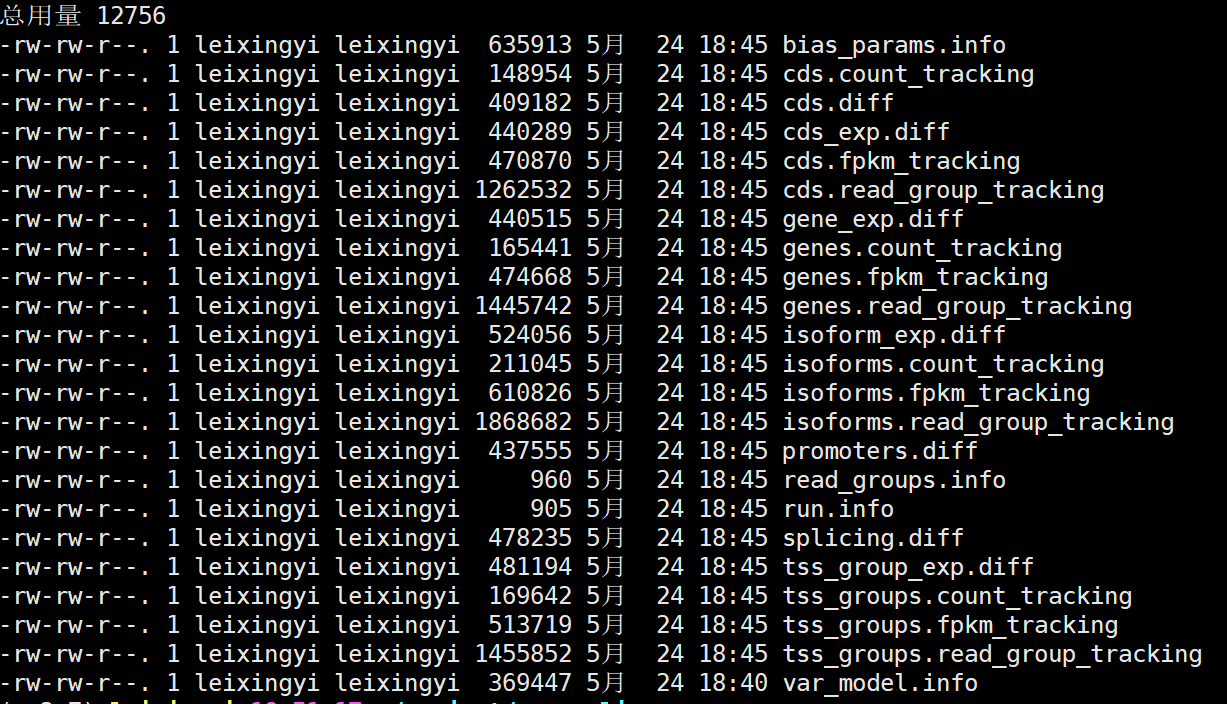 总用量 12756
-rw-rw-r--. 1 leixingyi leixingyi  635913 5月  24 18:45 bias_params.info
-rw-rw-r--. 1 leixingyi leixingyi  148954 5月  24 18:45 cds.count_tracking
-rw-rw-r--. 1 leixingyi leixingyi  409182 5月  24 18:45 cds.diff
-rw-rw-r--. 1 leixingyi leixingyi  440289 5月  24 18:45 cds_exp.diff
-rw-rw-r--. 1 leixingyi leixingyi  470870 5月  24 18:45 cds.fpkm_tracking
-rw-rw-r--. 1 leixingyi leixingyi 1262532 5月  24 18:45 cds.read_group_tracking
-rw-rw-r--. 1 leixingyi leixingyi  440515 5月  24 18:45 gene_exp.diff
-rw-rw-r--. 1 leixingyi leixingyi  165441 5月  24 18:45 genes.count_tracking
-rw-rw-r--. 1 leixingyi leixingyi  474668 5月  24 18:45 genes.fpkm_tracking
-rw-rw-r--. 1 leixingyi leixingyi 1445742 5月  24 18:45 genes.read_group_tracking
-rw-rw-r--. 1 leixingyi leixingyi  524056 5月  24 18:45 isoform_exp.diff
-rw-rw-r--. 1 leixingyi leixingyi  211045 5月  24 18:45 isoforms.count_tracking
-rw-rw-r--. 1 leixingyi leixingyi  610826 5月  24 18:45 isoforms.fpkm_tracking
-rw-rw-r--. 1 leixingyi leixingyi 1868682 5月  24 18:45 isoforms.read_group_tracking
-rw-rw-r--. 1 leixingyi leixingyi  437555 5月  24 18:45 promoters.diff
-rw-rw-r--. 1 leixingyi leixingyi     960 5月  24 18:45 read_groups.info
-rw-rw-r--. 1 leixingyi leixingyi     905 5月  24 18:45 run.info
-rw-rw-r--. 1 leixingyi leixingyi  478235 5月  24 18:45 splicing.diff
-rw-rw-r--. 1 leixingyi leixingyi  481194 5月  24 18:45 tss_group_exp.diff
-rw-rw-r--. 1 leixingyi leixingyi  169642 5月  24 18:45 tss_groups.count_tracking
-rw-rw-r--. 1 leixingyi leixingyi  513719 5月  24 18:45 tss_groups.fpkm_tracking
-rw-rw-r--. 1 leixingyi leixingyi 1455852 5月  24 18:45 tss_groups.read_group_tracking
-rw-rw-r--. 1 leixingyi leixingyi  369447 5月  24 18:40 var_model.info